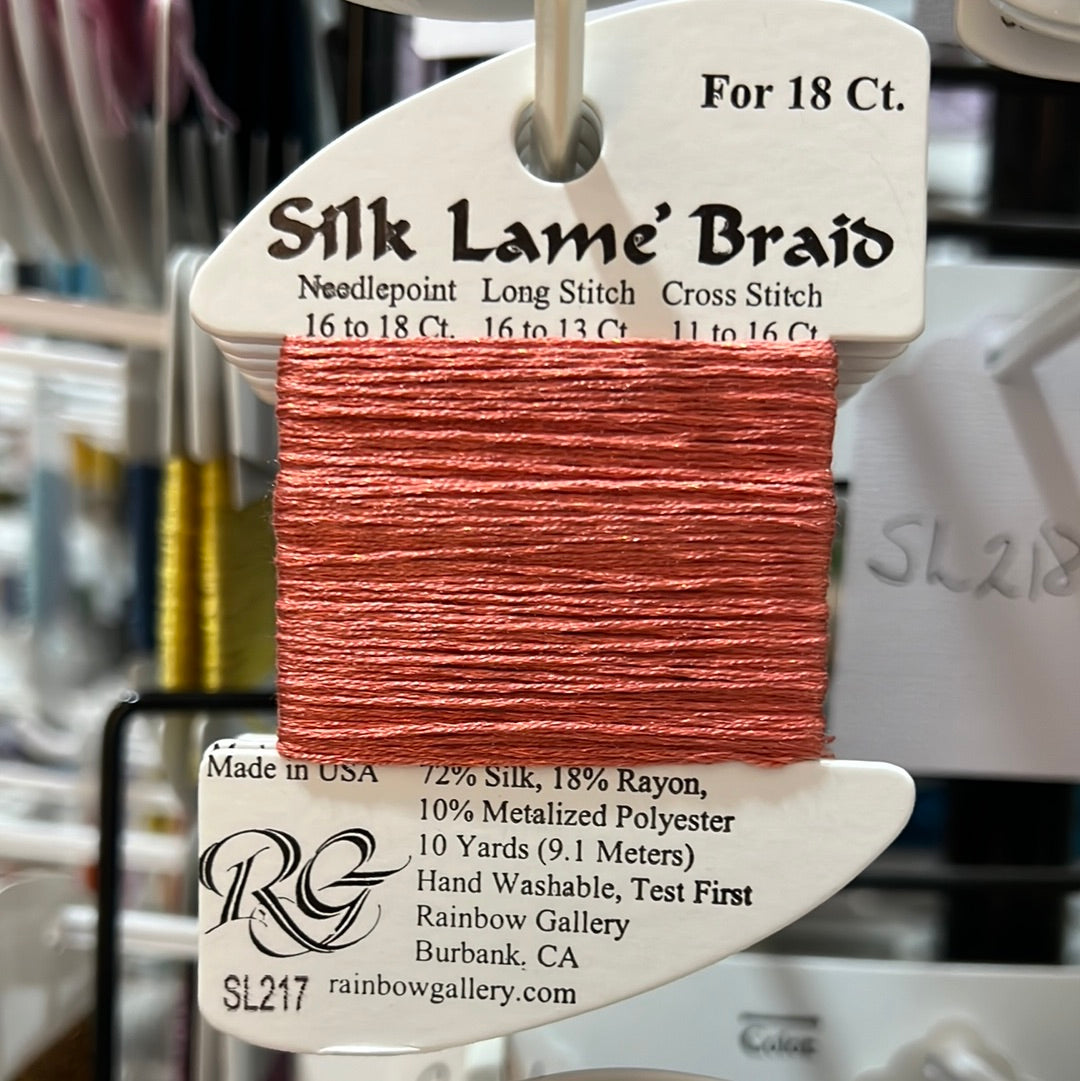 For 18 Ct.
Silk Lame' Braid
Needlepoint Long Stitch Cross Stitch
16 to 18 Ct. 16 to 13 Ct. 11 to 16 Ct.
SL218
Made in USA 72% Silk, 18% Rayon,
10% Metalized Polyester
10 Yards (9.1 Meters)
RG
Hand Washable, Test First
Rainbow Gallery
Burbank, CA
SL217 rainbowgallery.com
Color